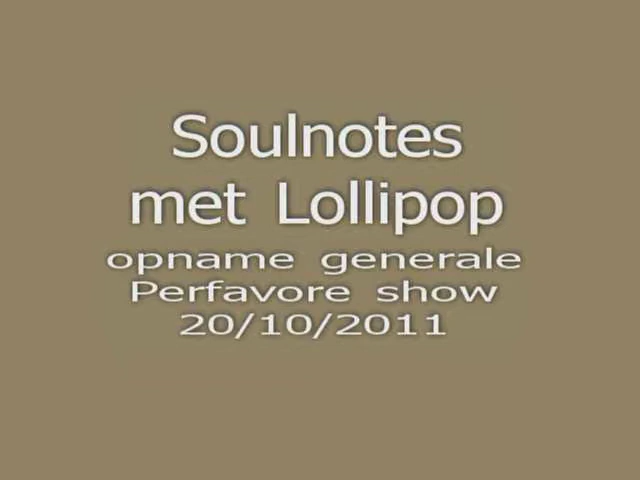 Soulnotes
met Lollipop
opname generale
Perfavore show
20/10/2011